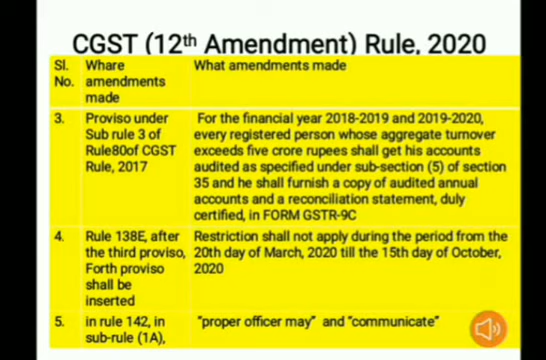 CGST (12th Amendment) Rule, 2020
Sl. Whare What amendments made
No. amendments
made
3. Proviso under For the financial year 2018-2019 and 2019-2020,
Sub rule 3 of every registered person whose aggregate turnover
Rule80of CGST exceeds five crore rupees shall get his accounts
Rule, 2017 audited as specified under sub-section (5) of section
35 and he shall furnish a copy of audited annual
accounts and a reconciliation statement, duly
certified, in FORM GSTR-9C
4. Rule 138E, after Restriction shall not apply during the period from the
the third proviso, 20th day of March, 2020 till the 15th day of October,
Forth proviso 2020
shall be
inserted
5. in rule 142, in "proper officer may" and "communicate"
sub-rule (1A),